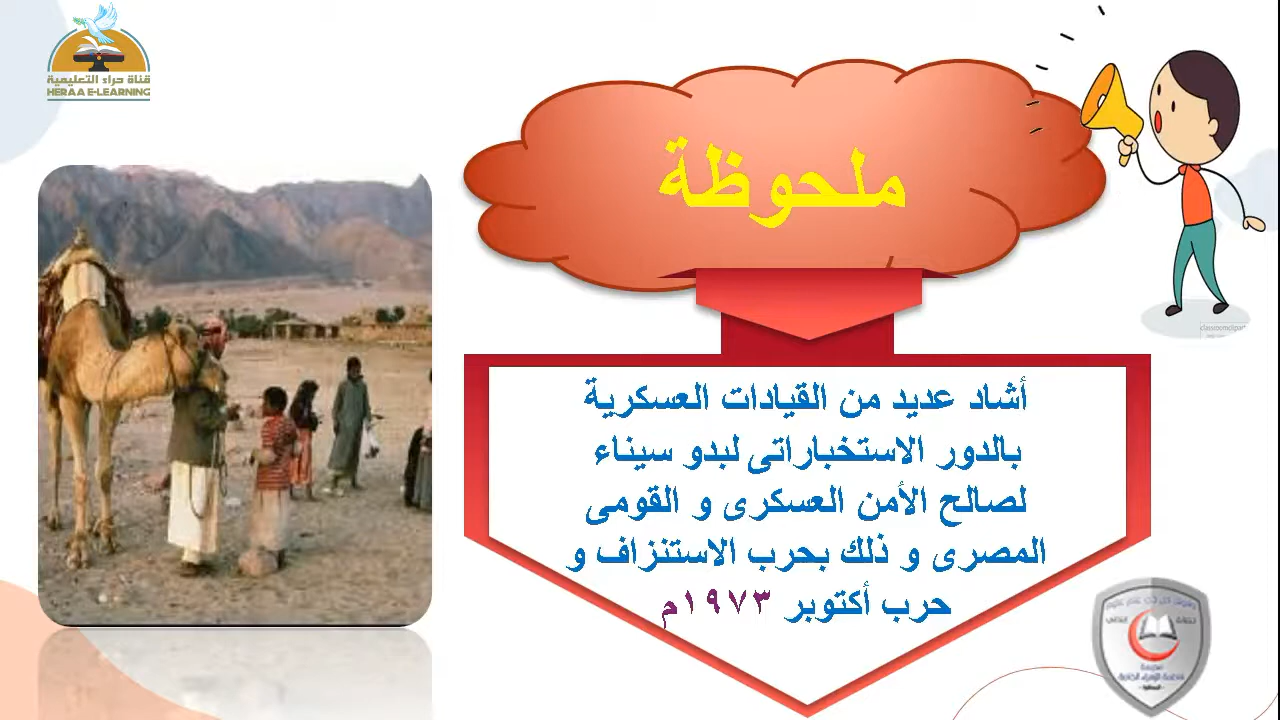 قناة حراء التعليمية
HERAA E-LEARNING
ملحوظة
أشاد عديد من القيادات العسكرية
بالدور الاستخباراتى لبدو سيناء
لصالح الأمن العسكرى و القومى
المصرى و ذلك بحرب الاستنزاف و
حرب أكتوبر ١٩٧٣م
classroomclipart